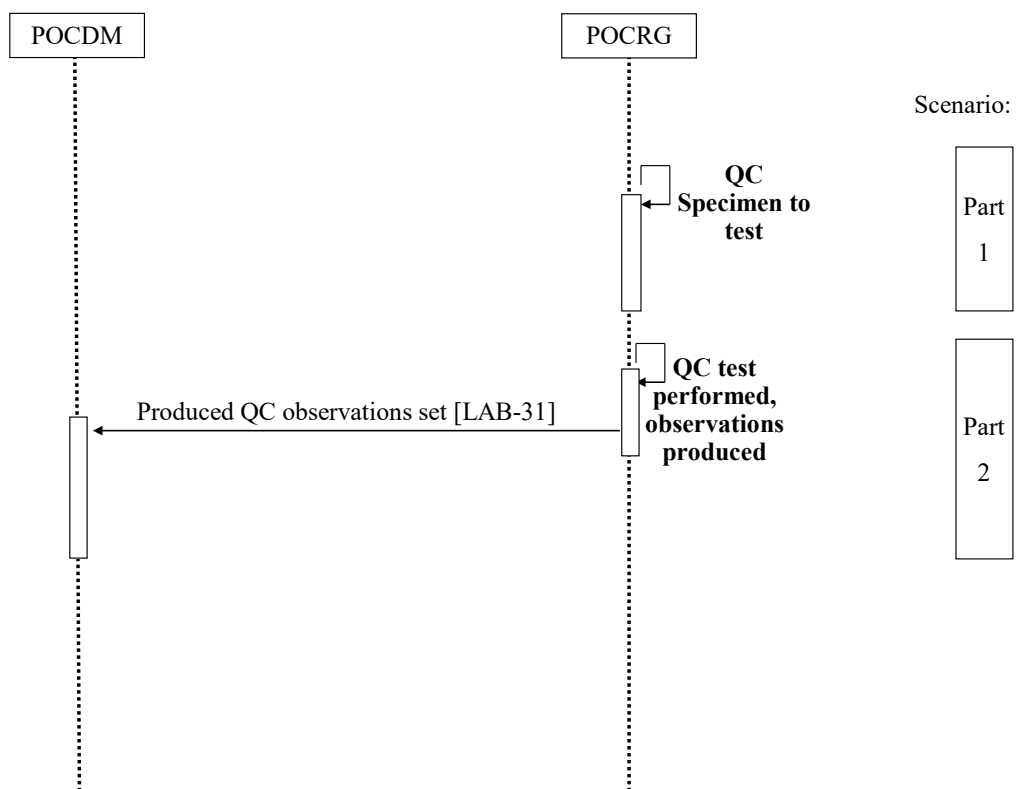 POCDM
POCRG
Scenario:
QC
Specimen to
test
Part
1
QC test
performed,
observations
produced
Produced QC observations set [LAB-31]
Part
2